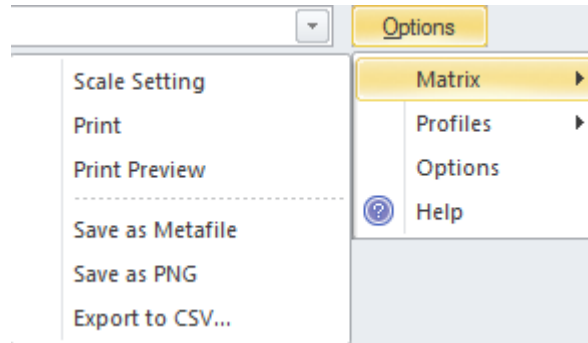 Options
Scale Setting
Print
Print Preview
Save as Metafile
Save as PNG
Export to CSV...
Matrix
Profiles
Options
Help